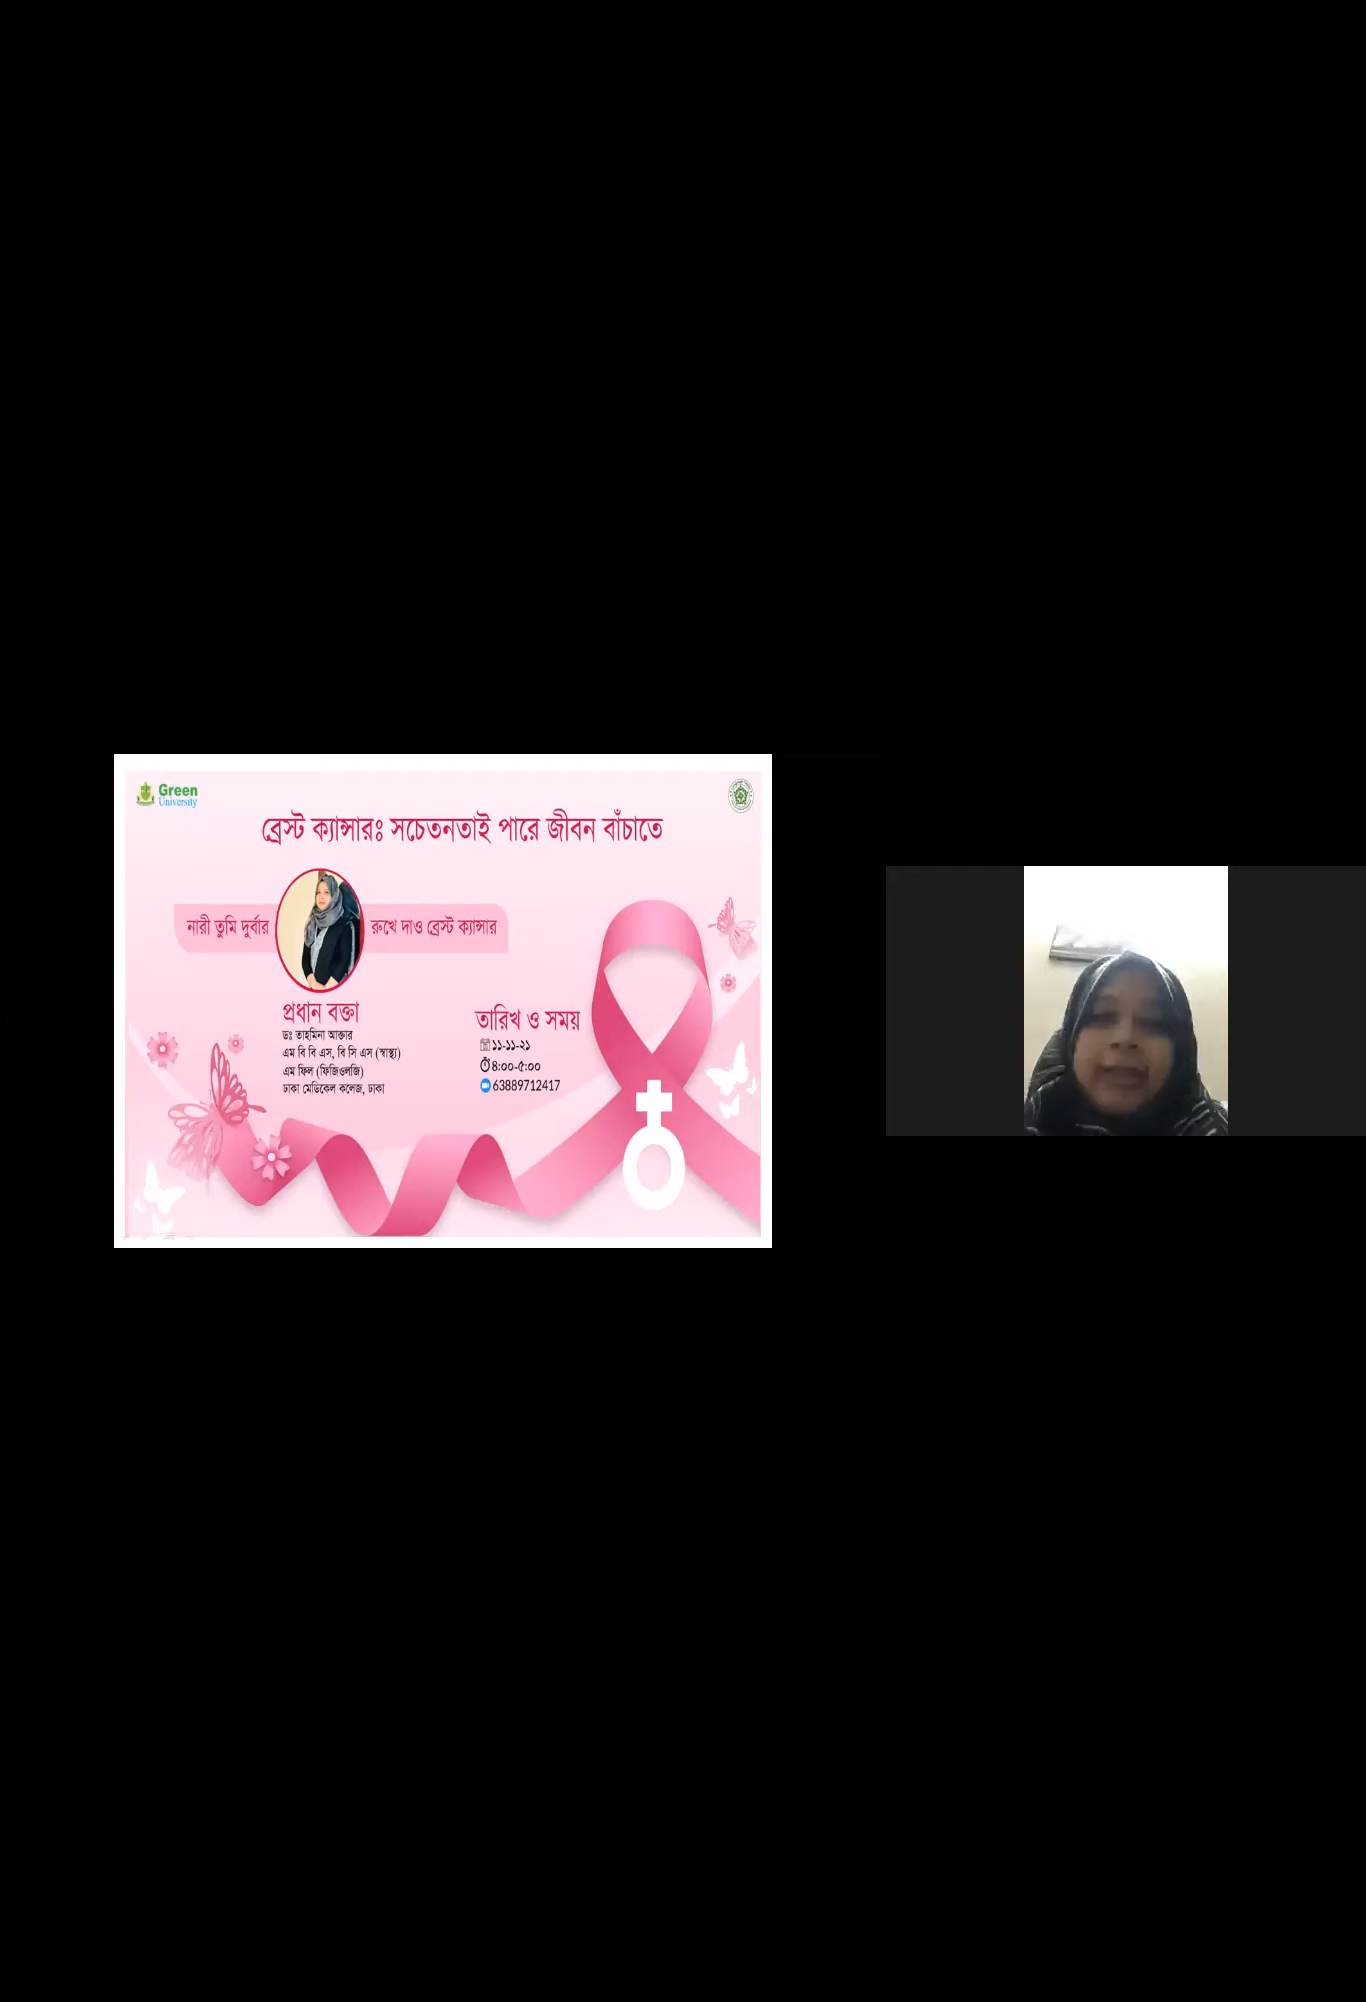 Green
University
ব্রেস্ট ক্যান্সারঃ সচেতনতাই পারে জীবন বাঁচাতে
নারী তুমি দুর্বার
রুখে দাও ব্রেস্ট ক্যান্সার
প্রধান বক্তা
ডঃ তাহমিনা আক্তার
এম বি বি এস, বি সি এস (স্বাস্থ্য)
এম ফিল (ফিজিওলজি)
ঢাকা মেডিকেল কলেজ, ঢাকা
তারিখ ও সময়
১১-১১-২১
৪:০০-৫:০০
63889712417